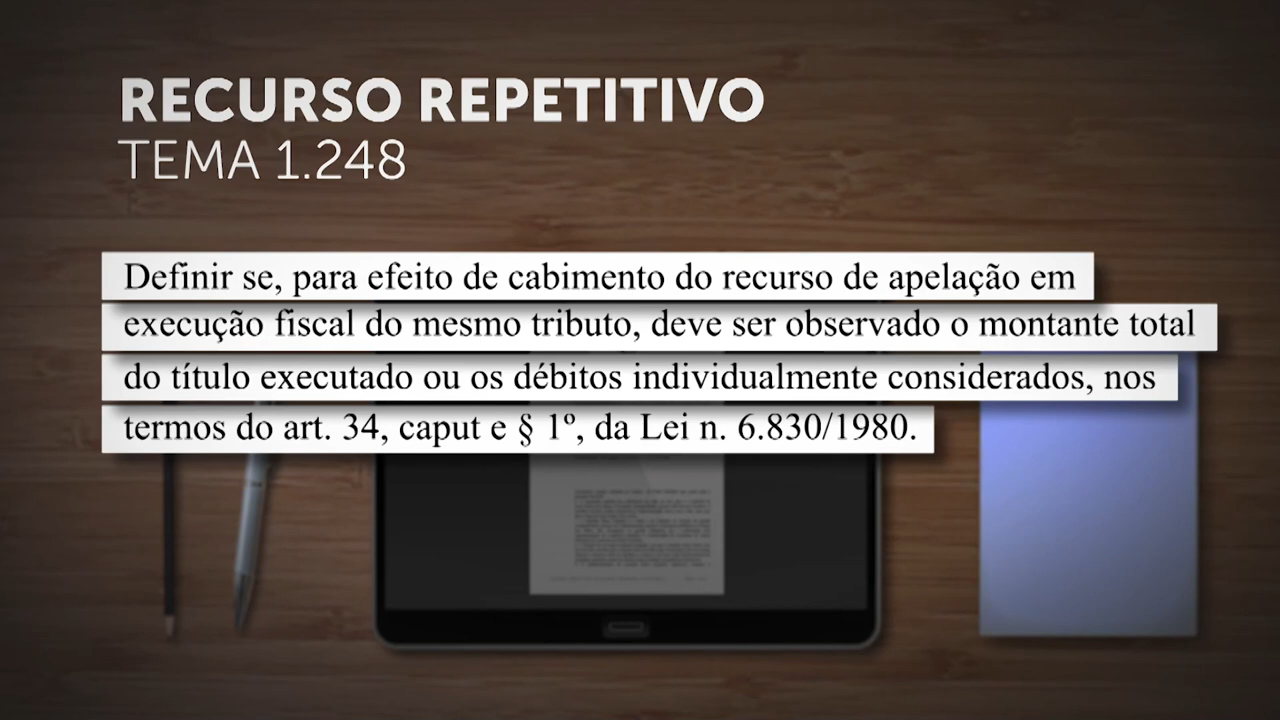 RECURSO REPETITIVO
TEMA 1.248
Definir se, para efeito de cabimento do recurso de apelação em
execução fiscal do mesmo tributo, deve ser observado o montante total
do título executado ou os débitos individualmente considerados, nos
termos do art. 34, caput e § 1º, da Lei n. 6.830/1980.